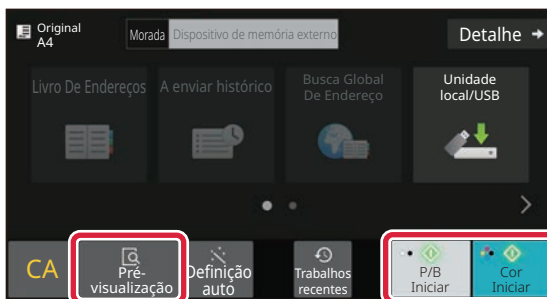 Original
A4
Morada
Dispositivo de memória externo
Detalhe
Livro De Endereços
A enviar histórico
Busca Global
De Endereço
Unidade
local/USB
CA
Pré-
visualização
Definição
auto
Trabalhos
recentes
P/B
Iniciar
Cor
Iniciar